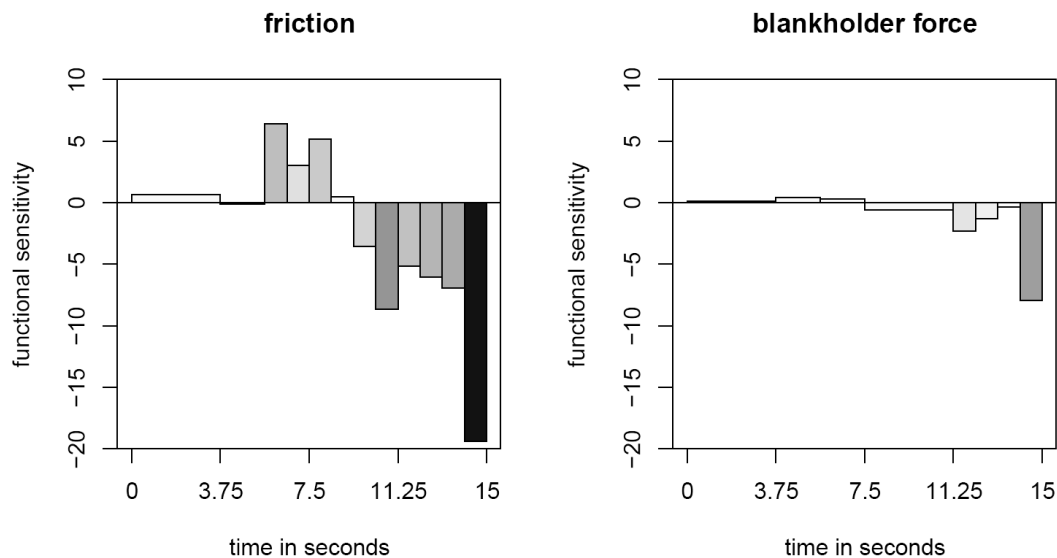 friction
functional sensitivity
10
5
0
−5
−10
−15
−20
0 3.75 7.5 11.25 15
time in seconds
blankholder force
functional sensitivity
10
5
0
−5
−10
−15
−20
0 3.75 7.5 11.25 15
time in seconds